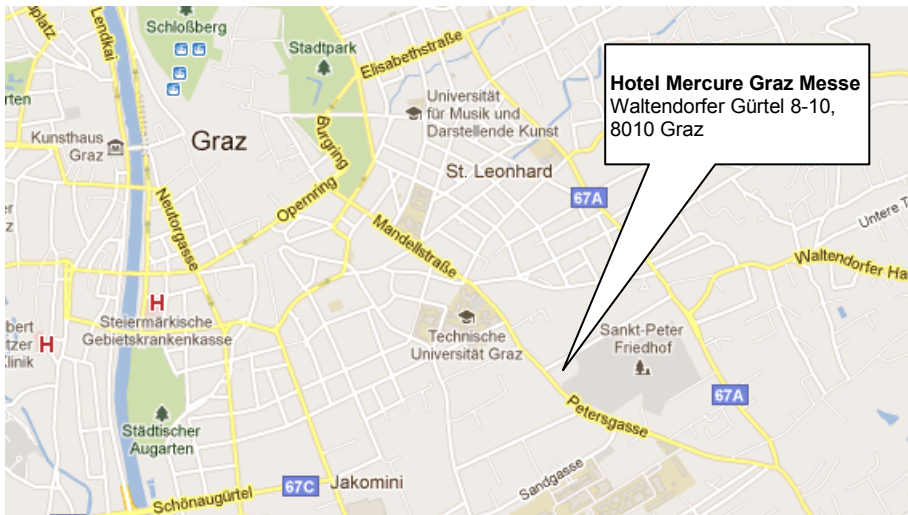 Lendkai
Schloßberg
Stadtpark
Elisabethstraße
Hotel Mercure Graz Messe
Waltendorfer Gürtel 8-10,
8010 Graz
Universität
für Musik und
Darstellende Kunst
Kunsthaus
Graz
Graz
Burgring
St. Leonhard
67A
Neutorgasse
Opernring
Mandellstraße
Untere T
Waltendorfer Ha
H
Steiermärkische
Gebietskrankenkasse
H
Klinik
Technische
Universität Graz
Sankt-Peter
Friedhof
67A
Petersgasse
Städtischer
Augarten
Sandgasse
67C
Jakomini
Schönaugürtel